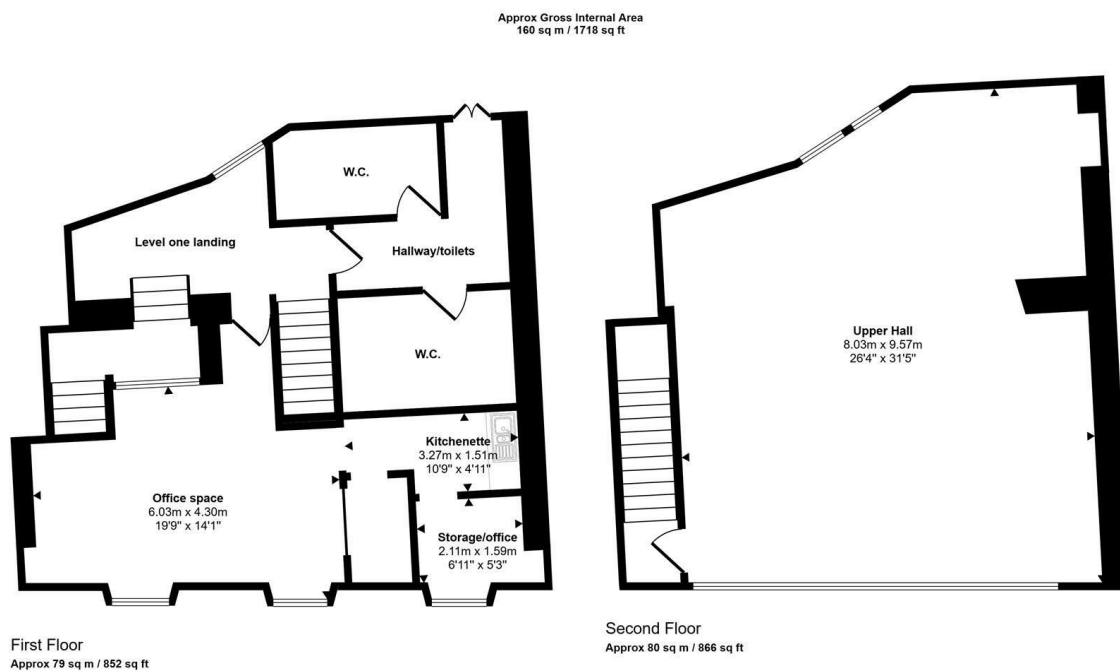 Approx Gross Internal Area
160 sq m / 1718 sq ft
W.C.
Level one landing
Hallway/toilets
W.C.
Kitchenette
3.27m x 1.51m
10'9" x 4'11"
Office space
6.03m x 4.30m
19'9" x 14'1"
Storage/office
2.11m x 1.59m
6'11" x 5'3"
First Floor
Approx 79 sq m / 852 sq ft
Upper Hall
8.03m x 9.57m
26'4" x 31'5"
Second Floor
Approx 80 sq m / 866 sq ft